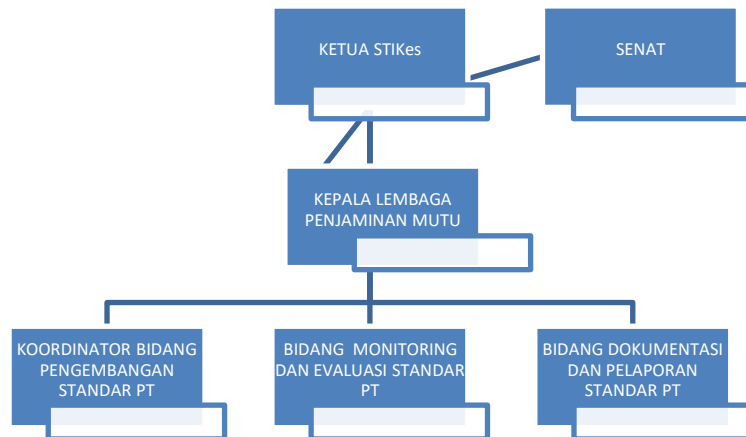 KETUA STIKes
SENAT
KEPALA LEMBAGA
PENJAMINAN MUTU
KOORDINATOR BIDANG
PENGEMBANGAN
STANDAR PT
BIDANG MONITORING
DAN EVALUASI STANDAR
PT
BIDANG DOKUMENTASI
DAN PELAPORAN
STANDAR PT